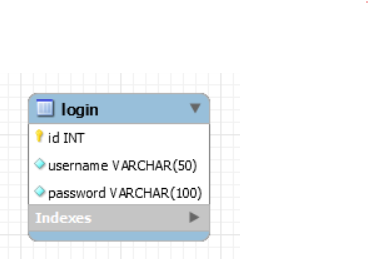 login
id INT
username VARCHAR(50)
password VARCHAR(100)
Indexes